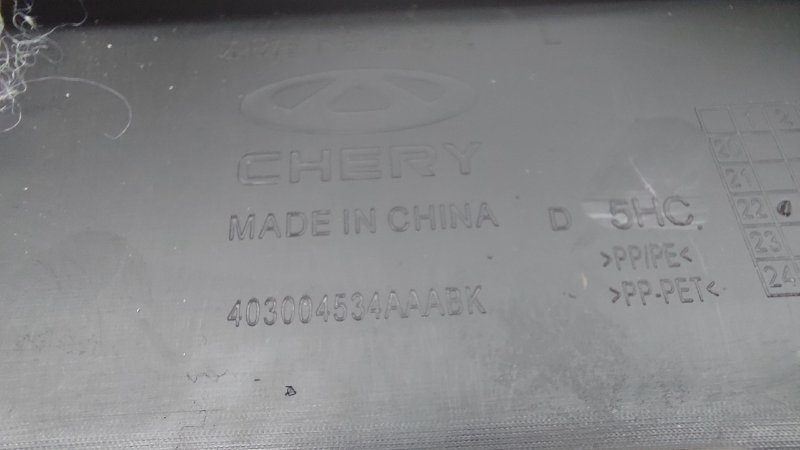 CHERY
MADE IN CHINA
D 5HC.
>PP/PE<
>PP-PET<
403004534AAABK
1 2
20
21
22
23
24